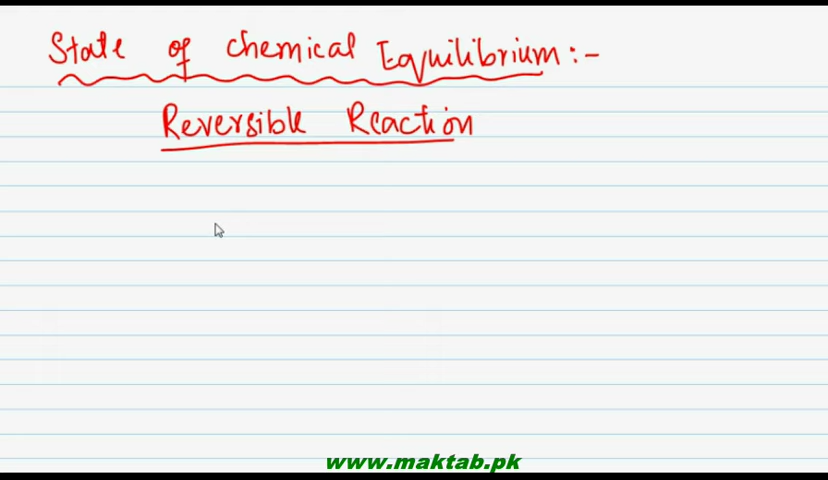 State of chemical Equilibrium:-
Reversible Reaction
www.maktab.pk